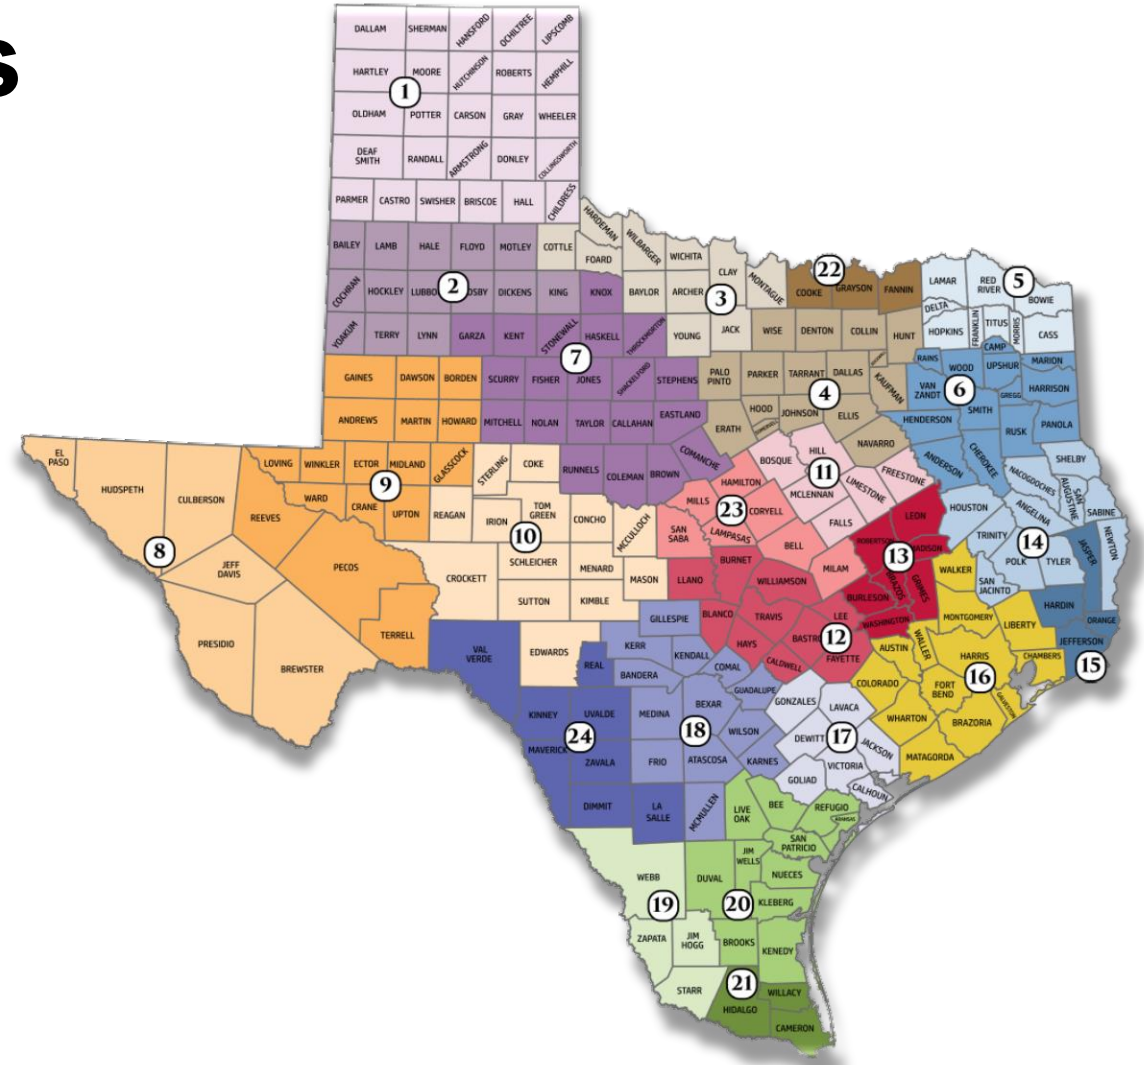 s
DALLAM SHERMAN HANSFORD OCHILTREE LIPSCOMB
HARTLEY MOORE HUTCHINSON ROBERTS HEMPHILL
1
OLDHAM POTTER CARSON GRAY WHEELER
DEAF
SMITH RANDALL ARMSTRONG DONLEY COLLINGSWORTH
PARMER CASTRO SWISHER BRISCOE HALL CHILDRESS
HARDEMAN WILBARGER WICHITA CLAY MONTAGUE
BAILEY LAMB HALE FLOYD MOTLEY COTTLE FOARD
22
COOKE GRAYSON FANNIN
LAMAR RED
RIVER 5 BOWIE
COCHRAN HOCKLEY LUBBO 2 OSBY DICKENS KING KNOX BAYLOR ARCHER 3
DELTA HOPKINS FRANKLIN TITUS MORRIS CASS
CAMP
YOAKUM TERRY LYNN GARZA KENT STONEWALL HASKELL THROCKMORTON YOUNG JACK WISE DENTON COLLIN HUNT
7
GAINES DAWSON BORDEN SCURRY FISHER JONES SHACKELFORD STEPHENS PALO
PINTO PARKER TARRANT DALLAS KAUFMAN
4
RAINS WOOD UPSHUR MARION
VAN
ZANDT 6 GREGG HARRISON
ANDREWS MARTIN HOWARD MITCHELL NOLAN TAYLOR CALLAHAN EASTLAND ERATH HOOD SOMERVELL JOHNSON ELLIS
HENDERSON SMITH RUSK PANOLA
NAVARRO
COMANCHE
ANDERSON CHEROKEE NACOGDOCHES SHELBY
SAN
AUGUSTINE SABINE
EL
PASO HUDSPETH CULBERSON
LOVING WINKLER ECTOR MIDLAND GLASSCOCK STERLING COKE RUNNELS COLEMAN BROWN
9
REEVES WARD CRANE UPTON REAGAN IRION TOM
GREEN CONCHO MCCULLOCH
10
HAMILTON BOSQUE HILL
11
MCLENNAN LIMESTONE FREESTONE
MILLS 23 CORYELL FALLS
SAN
SABA LAMPASAS BELL MILAM
LEON ROBERTSON MADISON
13
BRAZOS GRIMES BURLESON WASHINGTON
HOUSTON ANGELINA TRINITY 14
POLK TYLER JASPER NEWTON
SAN
JACINTO HARDIN ORANGE
JEFFERSON
15
8
JEFF
DAVIS PECOS CROCKETT SCHLEICHER MENARD MASON
SUTTON KIMBLE
LLANO BURNET WILLIAMSON
PRESIDIO BREWSTER TERRELL
GILLESPIE BLANCO TRAVIS LEE
BASTRO 12
HAYS CALDWELL FAYETTE
WALKER MONTGOMERY LIBERTY
AUSTIN WALLER HARRIS CHAMBERS
16
COLORADO FORT
BEND GALVESTON
WHARTON BRAZORIA
MATAGORDA
VAL
VERDE EDWARDS REAL KERR KENDALL
BANDERA COMAL
GUADALUPE
KINNEY UVALDE MEDINA BEXAR
24 18
WILSON
MAVERICK ZAVALA FRIO ATASCOSA KARNES
GONZALES LAVACA
DEWITT 17 JACKSON
VICTORIA
GOLIAD CALHOUN
DIMMIT LA
SALLE MCMULLEN LIVE
OAK BEE REFUGIO
ARANSAS
SAN
PATRICIO
JIM
WELLS
WEBB DUVAL NUECES
19 20 KLEBERG
ZAPATA JIM
HOGG BROOKS KENEDY
STARR 21 WILLACY
HIDALGO
CAMERON